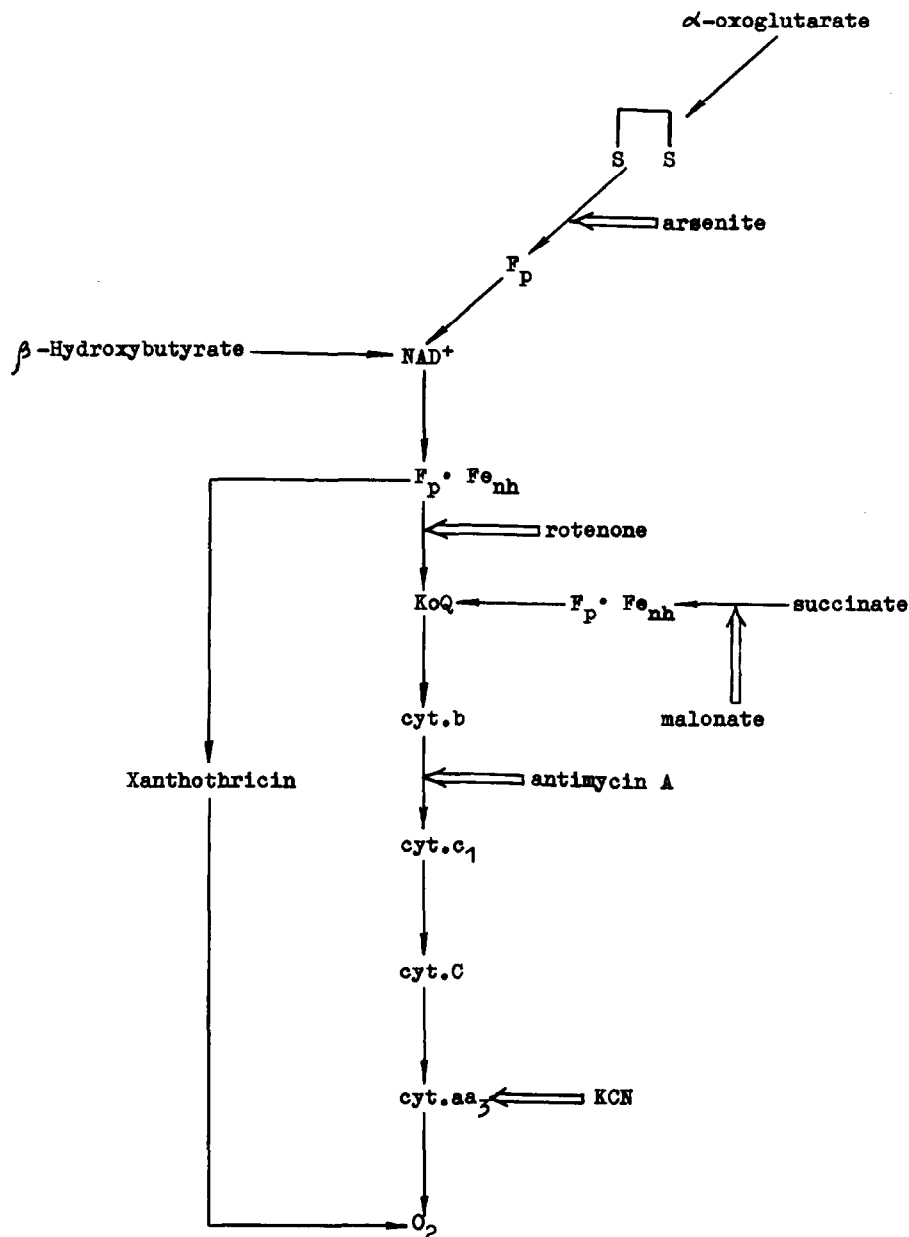 α-oxoglutarate
S S
arsenite
Fp
β-Hydroxybutyrate
NAD+
Fp· Fenh
rotenone
KoQ
Fp· Fenh
succinate
cyt.b
malonate
Xanthothricin
antimycin A
cyt.c1
cyt.C
cyt.aa3
KCN
O2